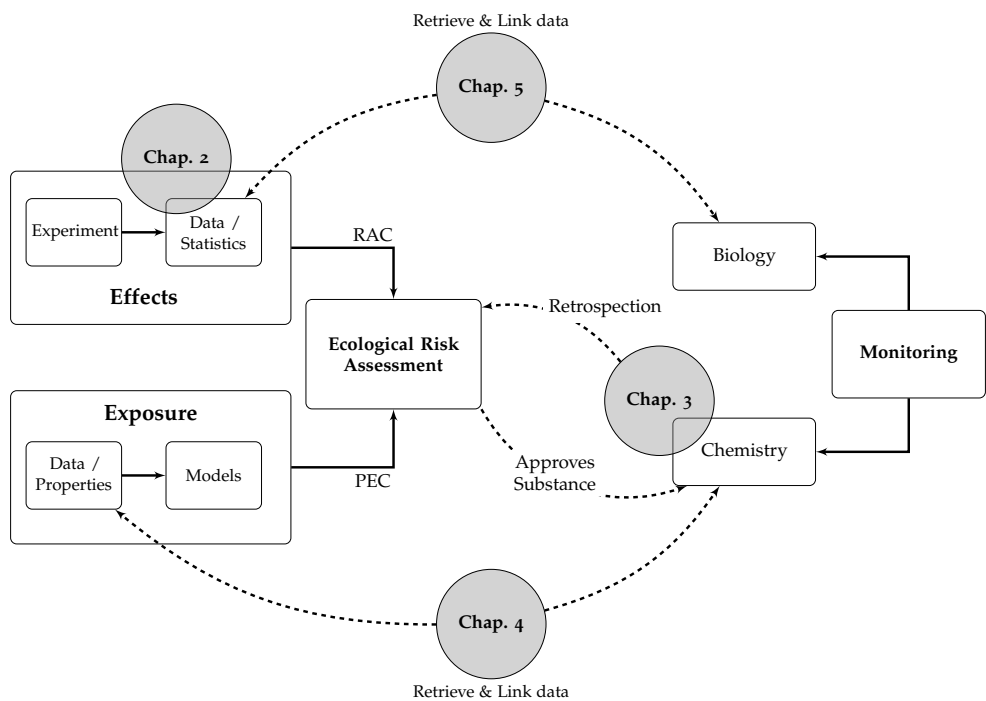 Retrieve & Link data
Chap. 5
Chap. 2
Experiment
Data /
Statistics
Effects
RAC
Biology
Retrospection
Ecological Risk
Assessment
Monitoring
Chap. 3
Exposure
Data /
Properties
Models
PEC
Approves
Substance
Chemistry
Chap. 4
Retrieve & Link data